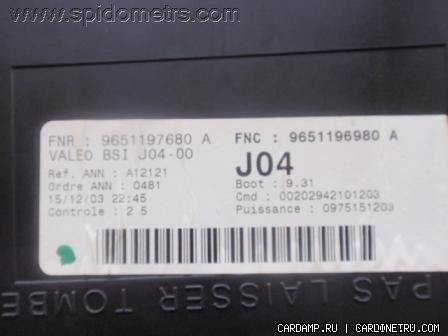 www.spidometrs.com
FNR : 9651197680 A
VALEO BSI J04-00
FNC : 9651196980 A
J04
Ref. ANN : A12121
Ordre ANN : 0481
15/12/03 22:45
Controle : 2 5
Boot : 9.31
Cmd : 00202942101203
Puissance : 0975151203
PAS LAISSER TOMBE
CARDAMP.RU | CARDINETRU.COM